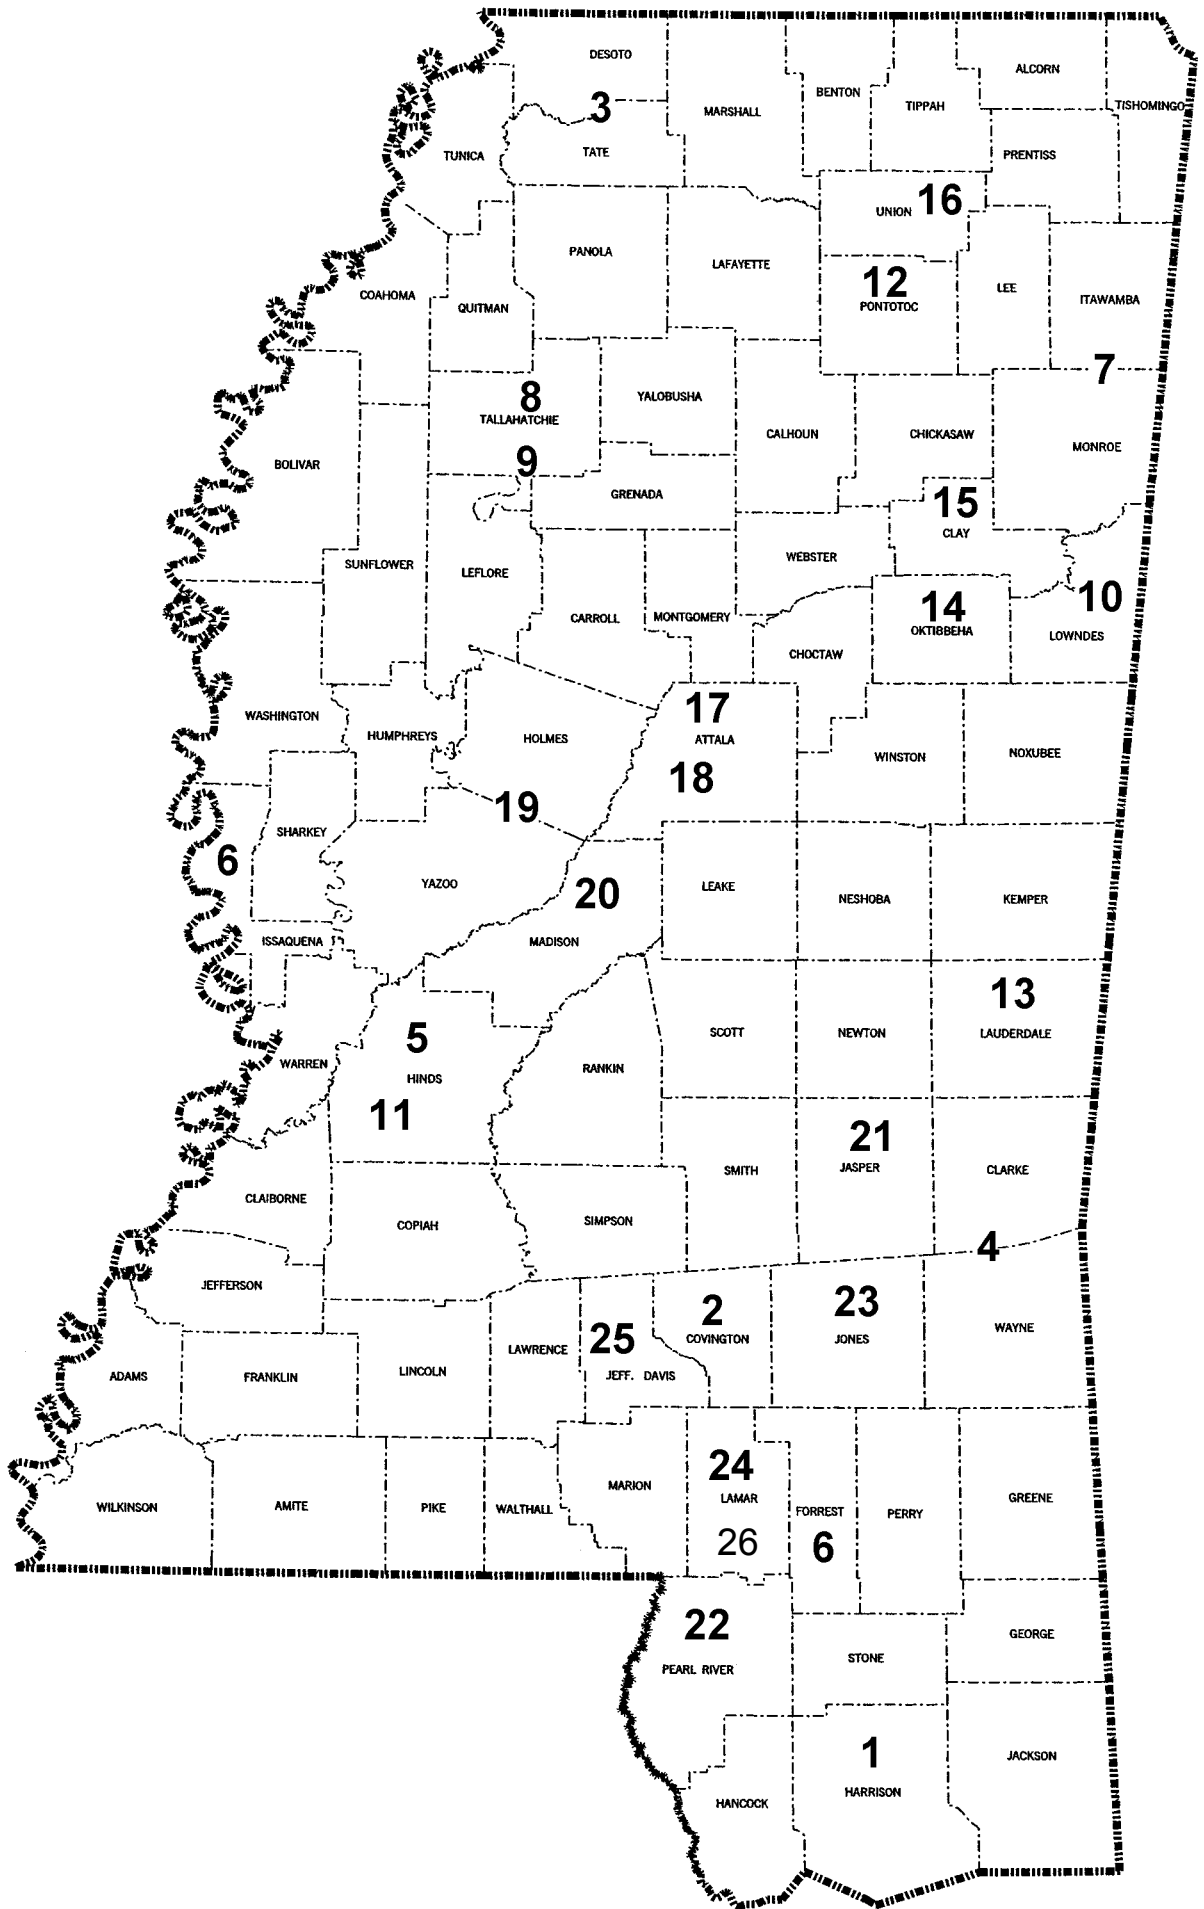 DESOTO
ALCORN
BENTON
3
MARSHALL
TIPPAH
TISHOMINGO
TUNICA
TATE
PRENTISS
UNION
16
PANOLA
LAFAYETTE
12
COAHOMA
QUITMAN
PONTOTOC
LEE
ITAWAMBA
7
8
TALLAHATCHIE
YALOBUSHA
CALHOUN
CHICKASAW
MONROE
BOLIVAR
9
GRENADA
15
CLAY
SUNFLOWER
LEFLORE
WEBSTER
14
10
CARROLL
MONTGOMERY
OKTIBBEHA
LOWNDES
CHOCTAW
17
WASHINGTON
HUMPHREYS
HOLMES
ATTALA
WINSTON
NOXUBEE
18
19
SHARKEY
6
YAZOO
20
LEAKE
NESHOBA
KEMPER
ISSAQUENA
MADISON
13
5
SCOTT
NEWTON
LAUDERDALE
WARREN
HINDS
RANKIN
11
21
SMITH
JASPER
CLARKE
CLAIBORNE
COPIAH
SIMPSON
4
JEFFERSON
2
23
25
COVINGTON
JONES
WAYNE
ADAMS
FRANKLIN
LINCOLN
LAWRENCE
JEFF. DAVIS
24
MARION
LAMAR
GREENE
WILKINSON
AMITE
PIKE
WALTHALL
FORREST
PERRY
26
6
22
GEORGE
PEARL RIVER
STONE
1
JACKSON
HANCOCK
HARRISON